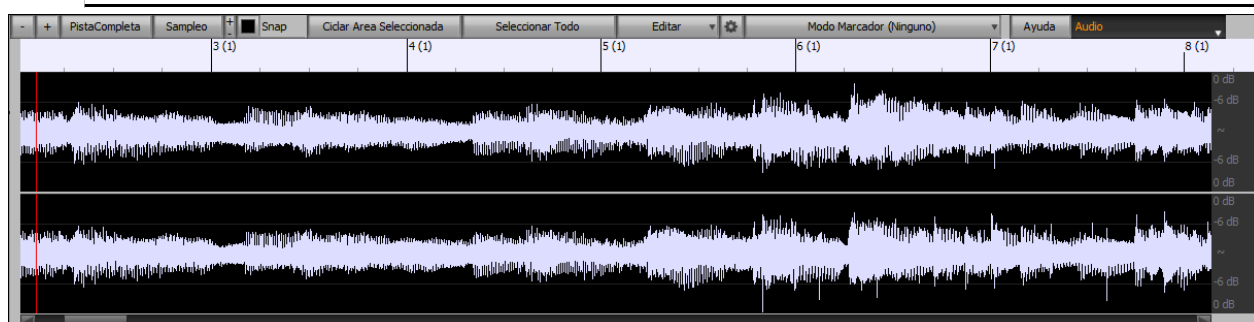 - + PistaCompleta Sampleo + - Snap Ciclar Area Seleccionada Seleccionar Todo Editar Modo Marcador (Ninguno) Ayuda Audio
3 (1) 4 (1) 5 (1) 6 (1) 7 (1) 8 (1)
0 dB
-6 dB
~
-6 dB
0 dB
0 dB
-6 dB
~
-6 dB
0 dB